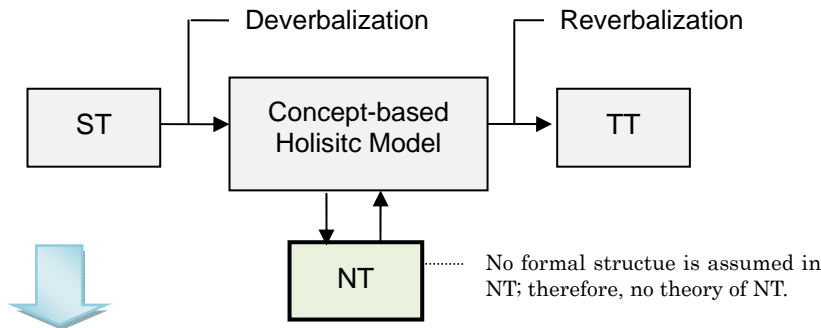 Deverbalization
Reverbalization
ST
Concept-based
Holisitc Model
TT
NT
No formal structue is assumed in
NT; therefore, no theory of NT.